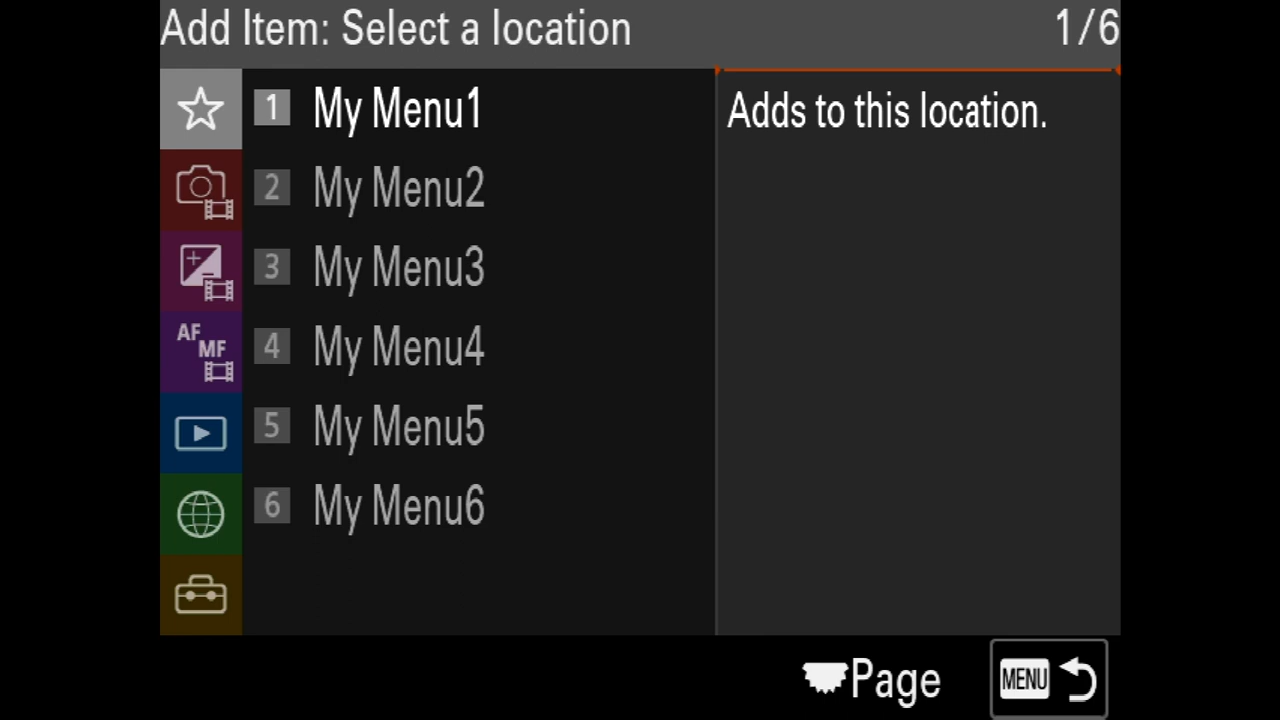 Add Item: Select a location 1/6
1 My Menu1
Adds to this location.
2 My Menu2
3 My Menu3
4 My Menu4
5 My Menu5
6 My Menu6
AF
MF
Page
MENU